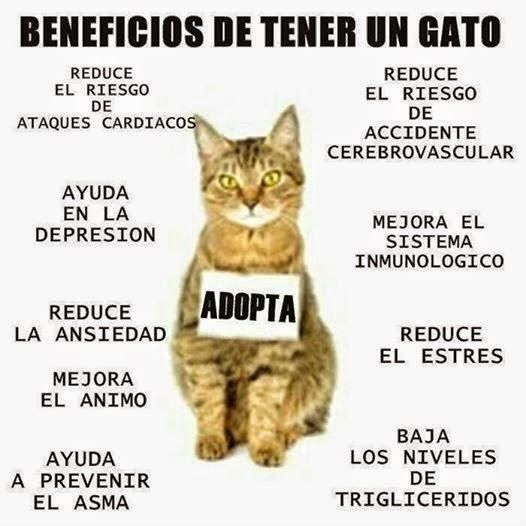 BENEFICIOS DE TENER UN GATO
REDUCE
EL RIESGO
DE
ATAQUES CARDIACOS
AYUDA
EN LA
DEPRESION
REDUCE
LA ANSIEDAD
MEJORA
EL ANIMO
AYUDA
A PREVENIR
EL ASMA
ADOPTA
REDUCE
EL RIESGO
DE
ACCIDENTE
CEREBROVASCULAR
MEJORA EL
SISTEMA
INMUNOLOGICO
REDUCE
EL ESTRES
BAJA
LOS NIVELES
DE
TRIGLICERIDOS